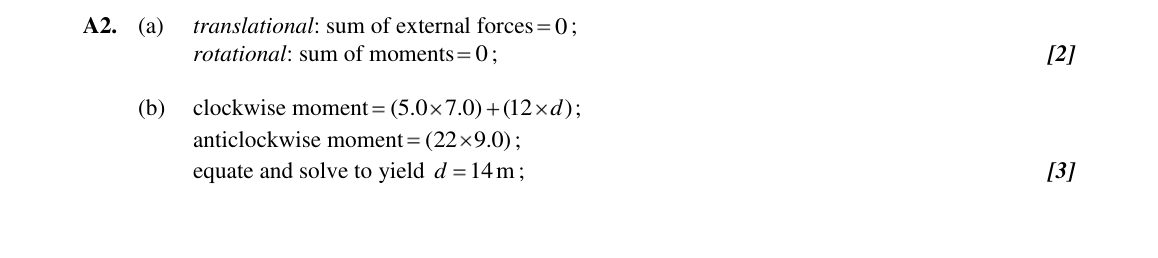 A2. (a) translational: sum of external forces=0;
rotational: sum of moments=0; [2]
(b) clockwise moment=(5.0×7.0)+(12×d);
anticlockwise moment=(22×9.0);
equate and solve to yield d=14m; [3]